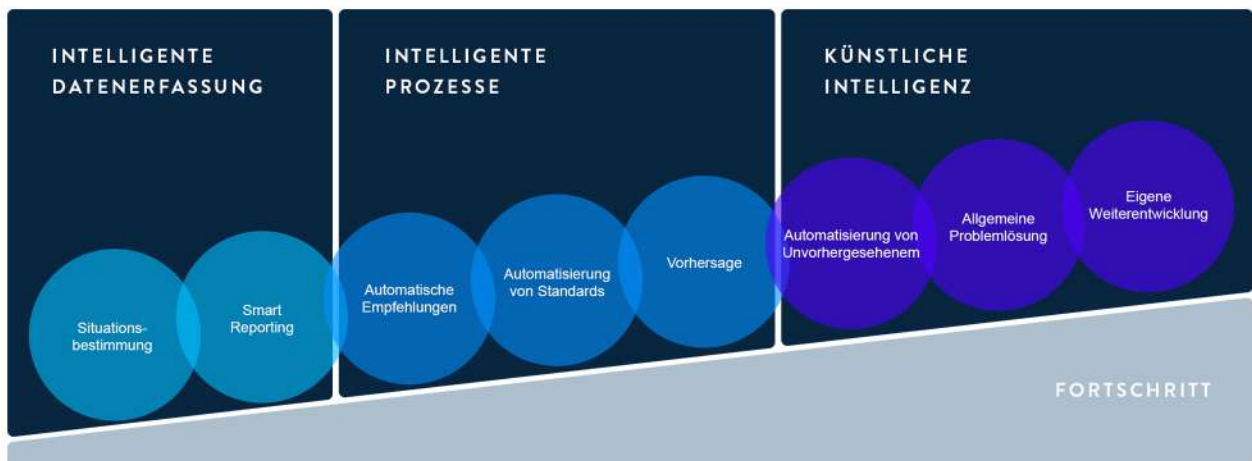 INTELLIGENTE
DATENERFASSUNG
INTELLIGENTE
PROZESSE
KÜNSTLICHE
INTELLIGENZ
Situations-
bestimmung
Smart
Reporting
Automatische
Empfehlungen
Automatisierung
von Standards
Vorhersage
Automatisierung von
Unvorhergesehenem
Allgemeine
Problemlösung
Eigene
Weiterentwicklung
FORTSCHRITT